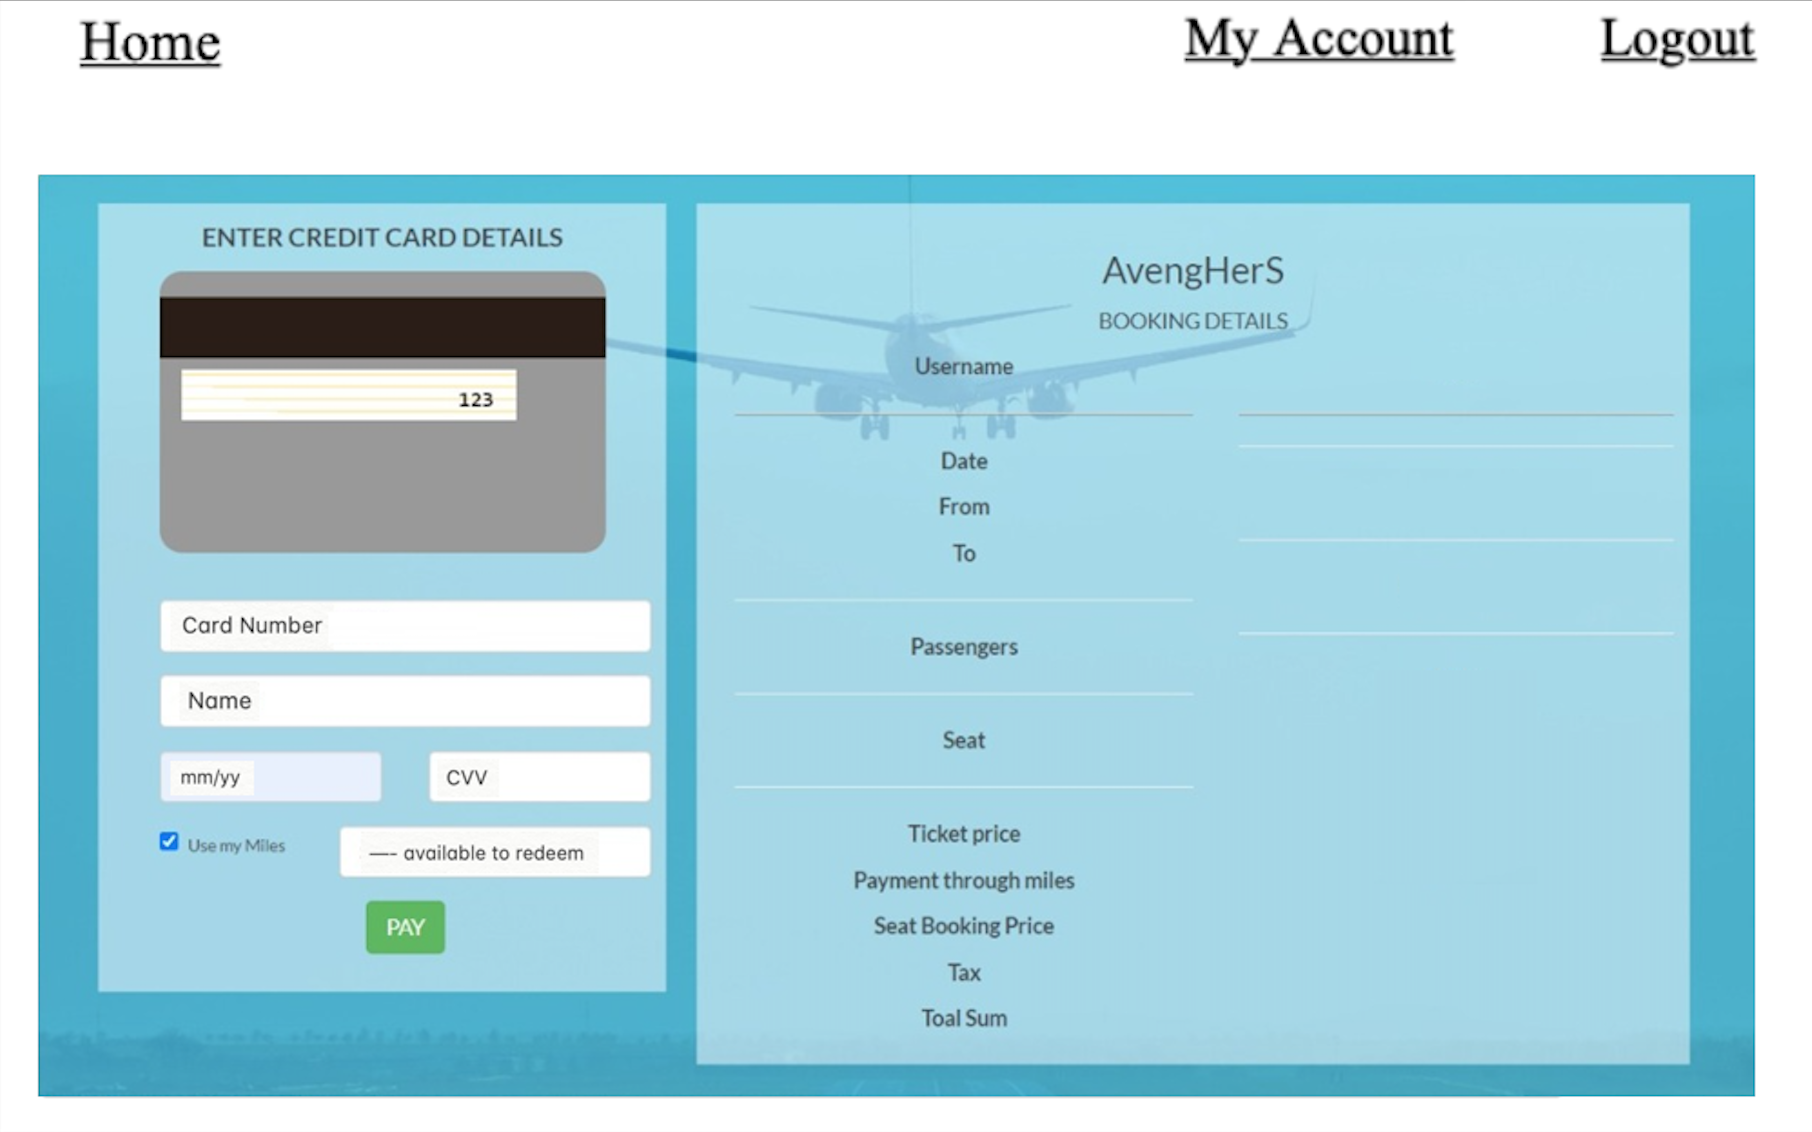 Home
My Account
Logout
ENTER CREDIT CARD DETAILS
123
Card Number
Name
mm/yy
CVV
Use my Miles
—-- available to redeem
PAY
AvengHerS
BOOKING DETAILS
Username
Date
From
To
Passengers
Seat
Ticket price
Payment through miles
Seat Booking Price
Tax
Toal Sum